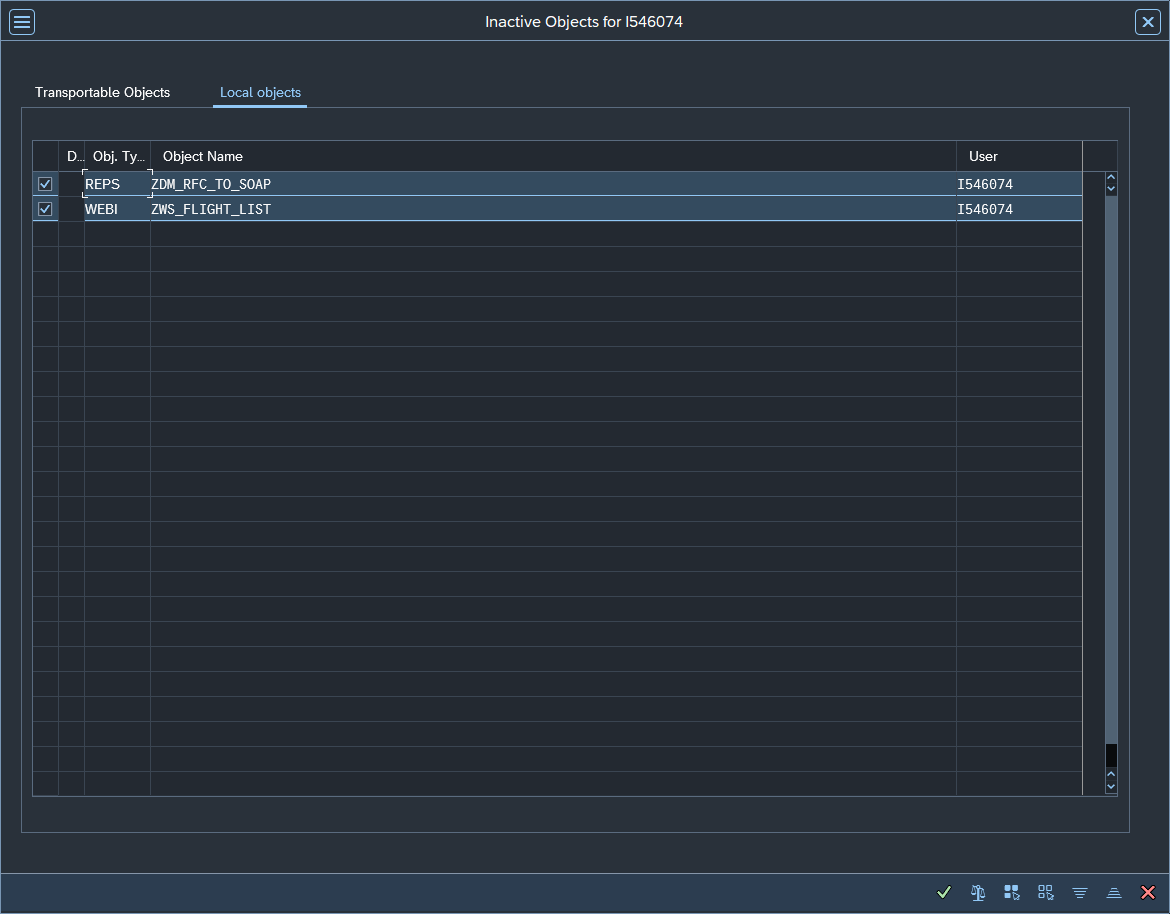 Inactive Objects for I546074
Transportable Objects Local objects
D... Obj. Ty... Object Name User
REPS ZDM_RFC_TO_SOAP I546074
WEBI ZWS_FLIGHT_LIST I546074